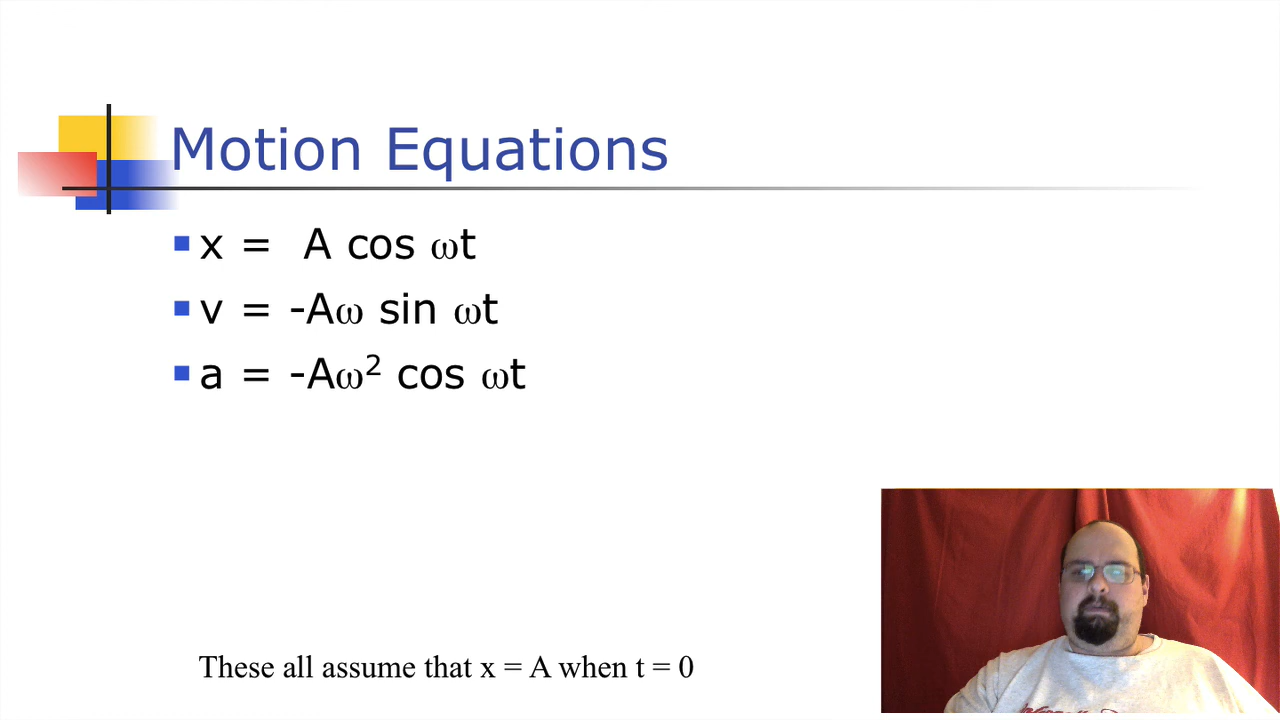 Motion Equations
x = A cos ωt
v = -Aω sin ωt
a = -Aω² cos ωt
These all assume that x = A when t = 0